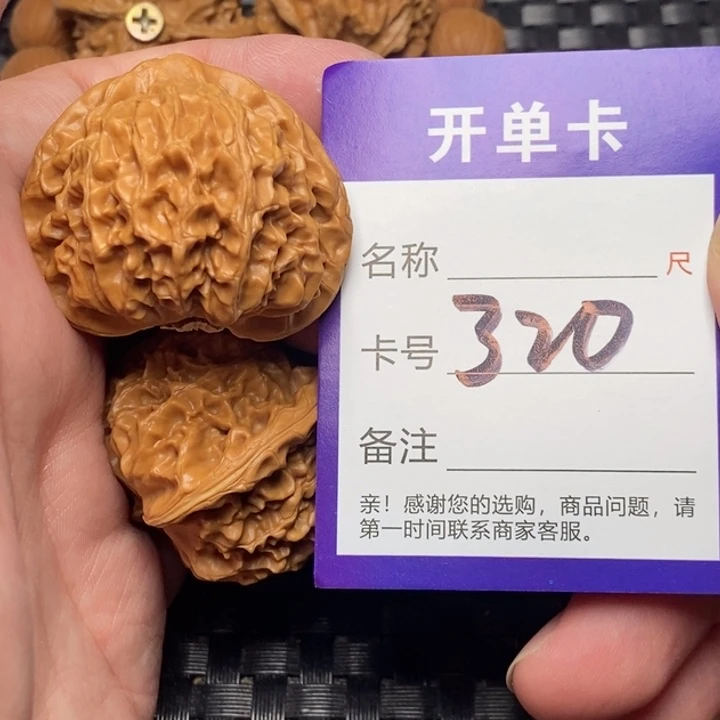 开单卡
名称 尺
卡号 320
备注
亲！感谢您的选购，商品问题，请
第一时间联系商家客服。